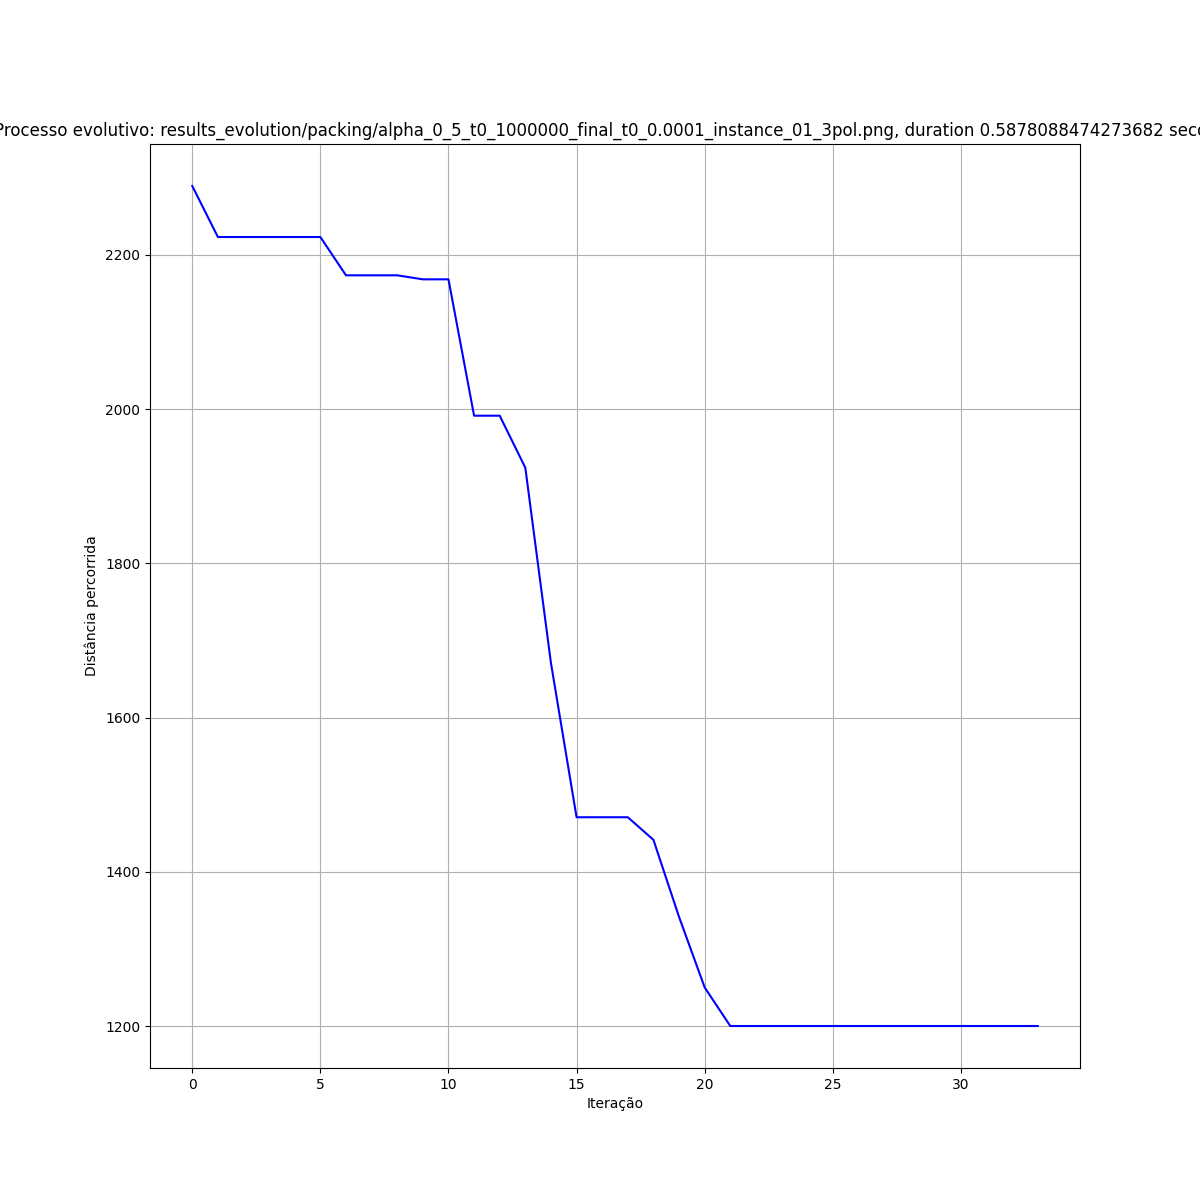 Processo evolutivo: results_evolution/packing/alpha_0_5_t0_1000000_final_t0_0.0001_instance_01_3pol.png, duration 0.5878088474273682
2200
2000
1800
1600
1400
1200
Distância percorrida
0 5 10 15 20 25 30
Iteração